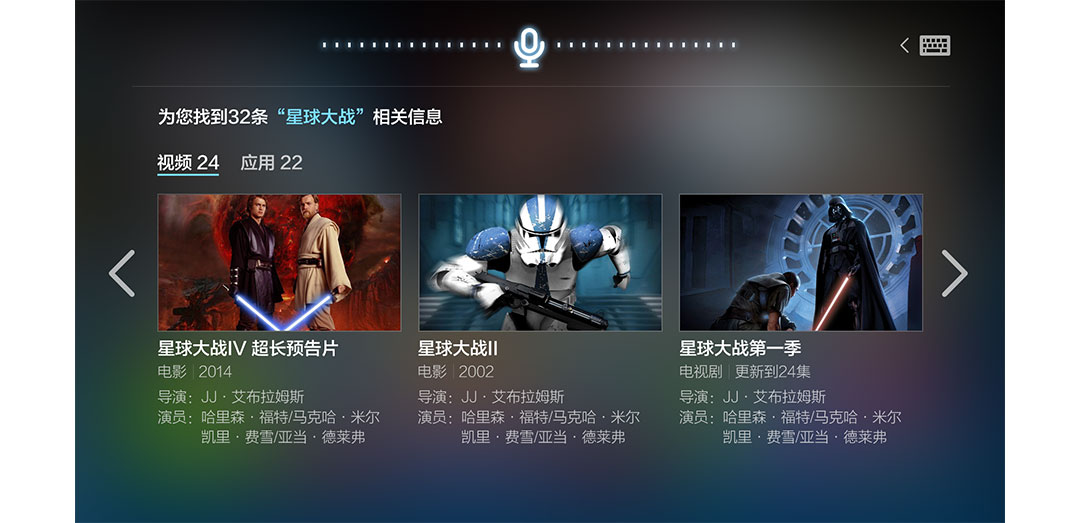 为您找到32条“星球大战”相关信息
视频 24 应用 22
星球大战IV 超长预告片
电影 | 2014
导演：JJ · 艾布拉姆斯
演员：哈里森 · 福特/马克哈 · 米尔
凯里 · 费雪/亚当 · 德莱弗
星球大战II
电影 | 2002
导演：JJ · 艾布拉姆斯
演员：哈里森 · 福特/马克哈 · 米尔
凯里 · 费雪/亚当 · 德莱弗
星球大战第一季
电视剧 | 更新到24集
导演：JJ · 艾布拉姆斯
演员：哈里森 · 福特/马克哈 · 米尔
凯里 · 费雪/亚当 · 德莱弗